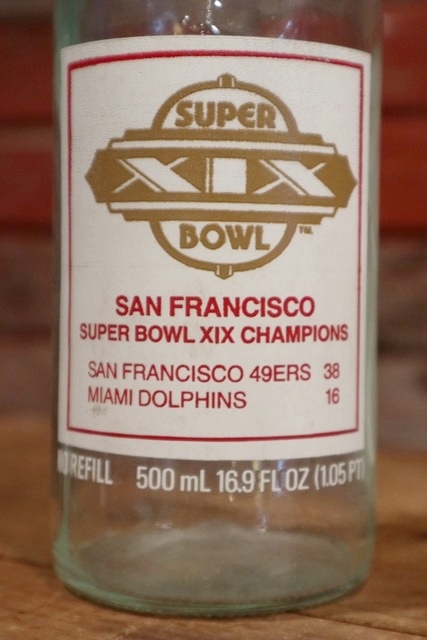 SUPER
XIX
BOWL TM
SAN FRANCISCO
SUPER BOWL XIX CHAMPIONS
SAN FRANCISCO 49ERS 38
MIAMI DOLPHINS 16
NO REFILL 500 mL 16.9 FL OZ (1.05 PT)